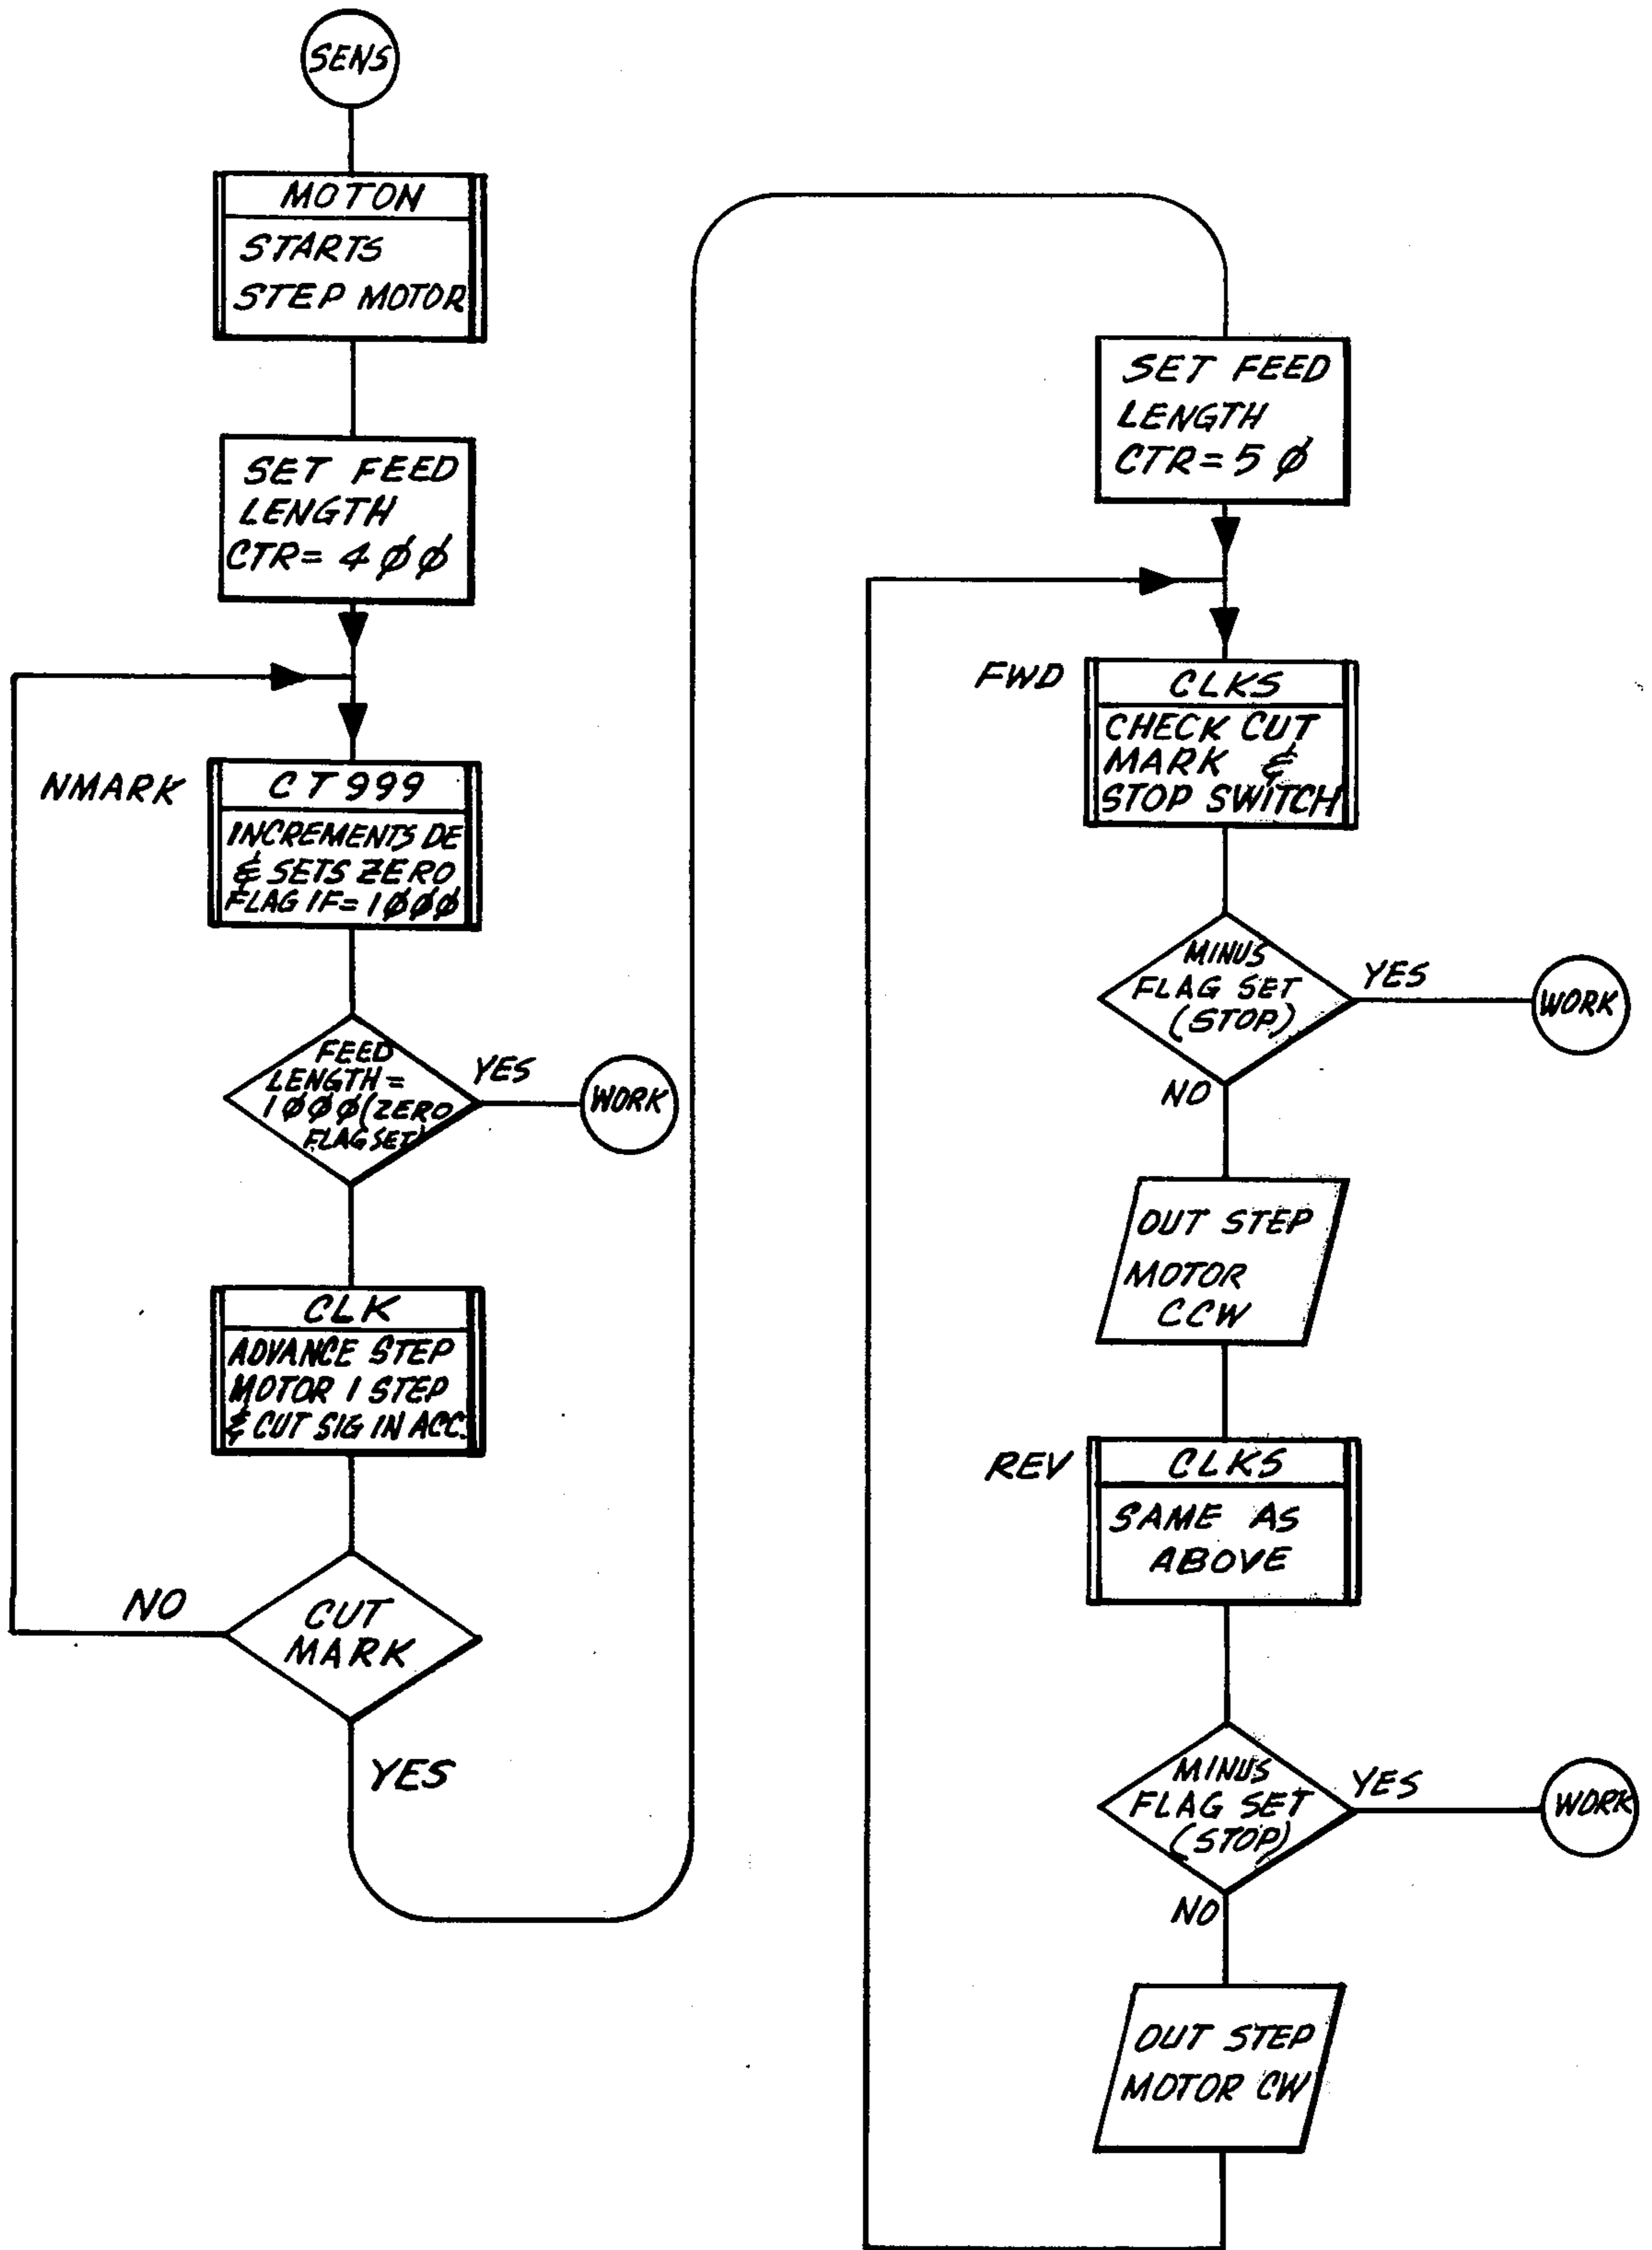 SENS
MOTON
STARTS
STEP MOTOR
SET FEED
LENGTH
CTR = 4ØØ
NMARK
CT999
INCREMENTS DE
& SETS ZERO
FLAG IF = 1ØØØ
FEED
LENGTH =
1ØØØ (ZERO
FLAG SET)
YES
WORK
CLK
ADVANCE STEP
MOTOR 1 STEP
& CUT SIG IN ACC.
CUT
MARK
NO
YES
SET FEED
LENGTH
CTR = 5Ø
FWD
CLKS
CHECK CUT
MARK &
STOP SWITCH
MINUS
FLAG SET
(STOP)
YES
WORK
NO
OUT STEP
MOTOR
CCW
REV
CLKS
SAME AS
ABOVE
MINUS
FLAG SET
(STOP)
YES
WORK
NO
OUT STEP
MOTOR CW